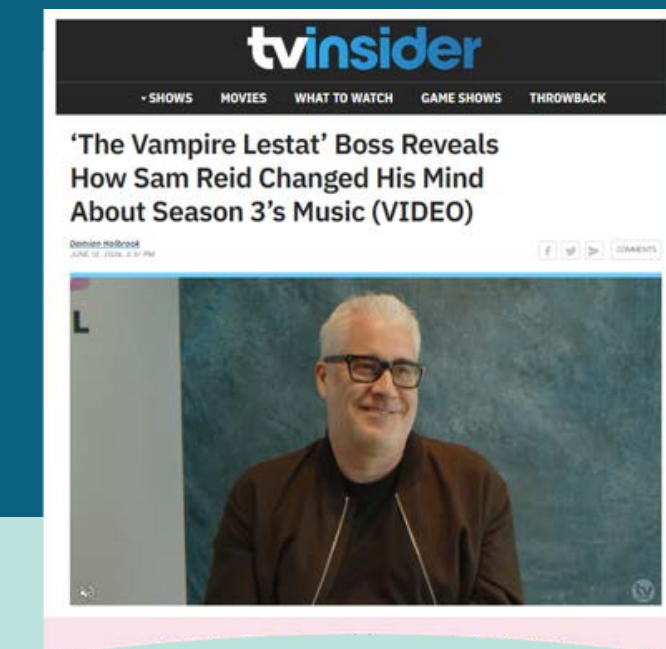 tvinsider
SHOWS MOVIES WHAT TO WATCH GAME SHOWS THROWBACK
‘The Vampire Lestat’ Boss Reveals
How Sam Reid Changed His Mind
About Season 3’s Music (VIDEO)
Damian Holbrook
COMMENTS
L
tv